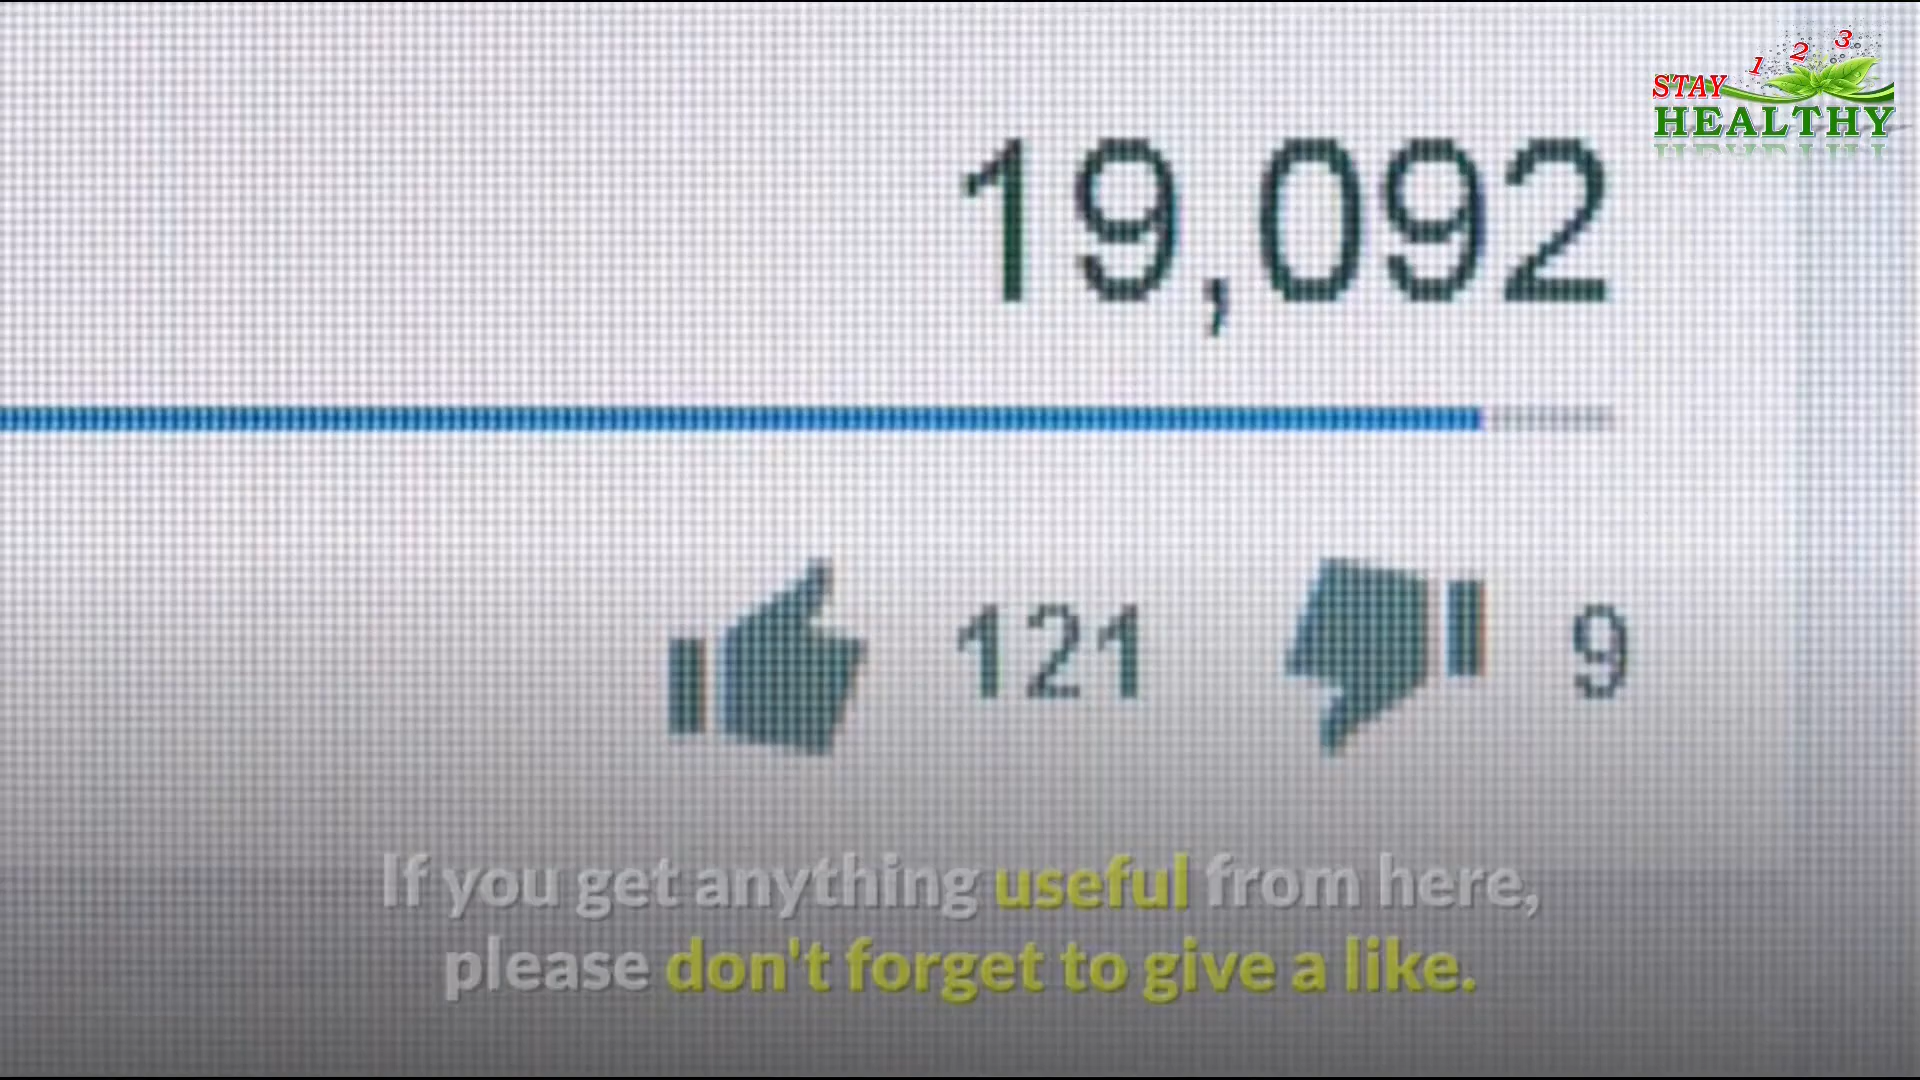 1 2 3
STAY
HEALTHY
19,092
121 9
If you get anything useful from here,
please don't forget to give a like.